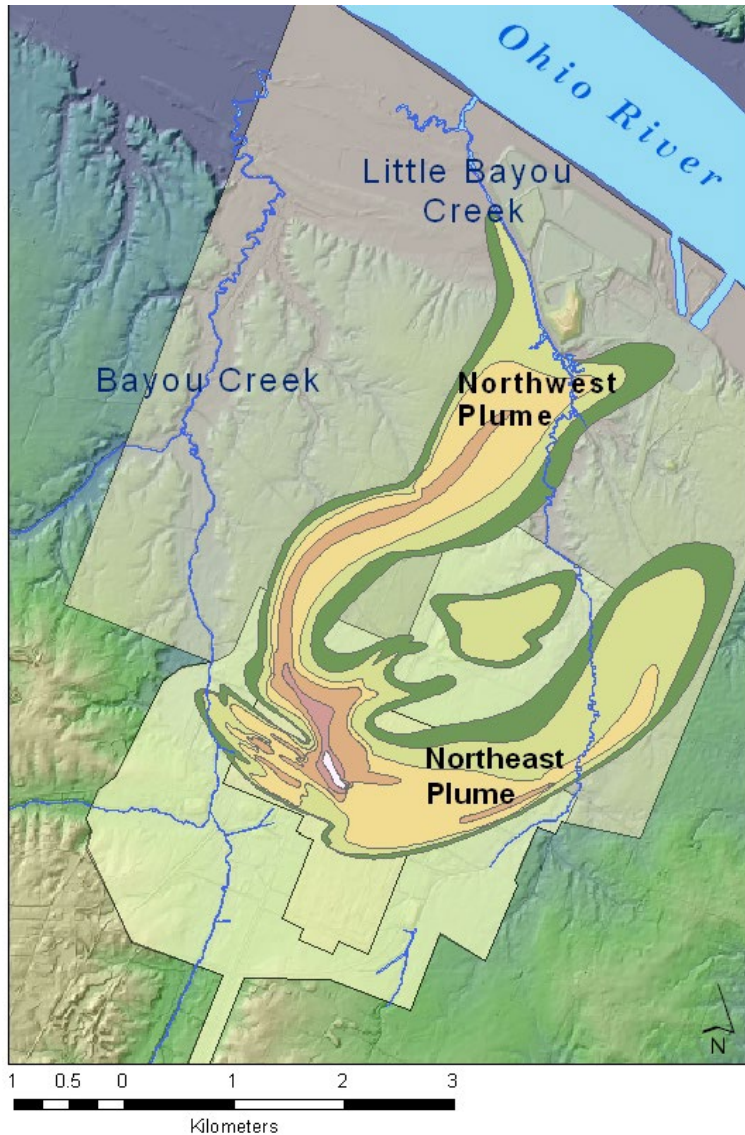 Ohio River
Little Bayou
Creek
Bayou Creek
Northwest
Plume
Northeast
Plume
N
1 0.5 0 1 2 3
Kilometers